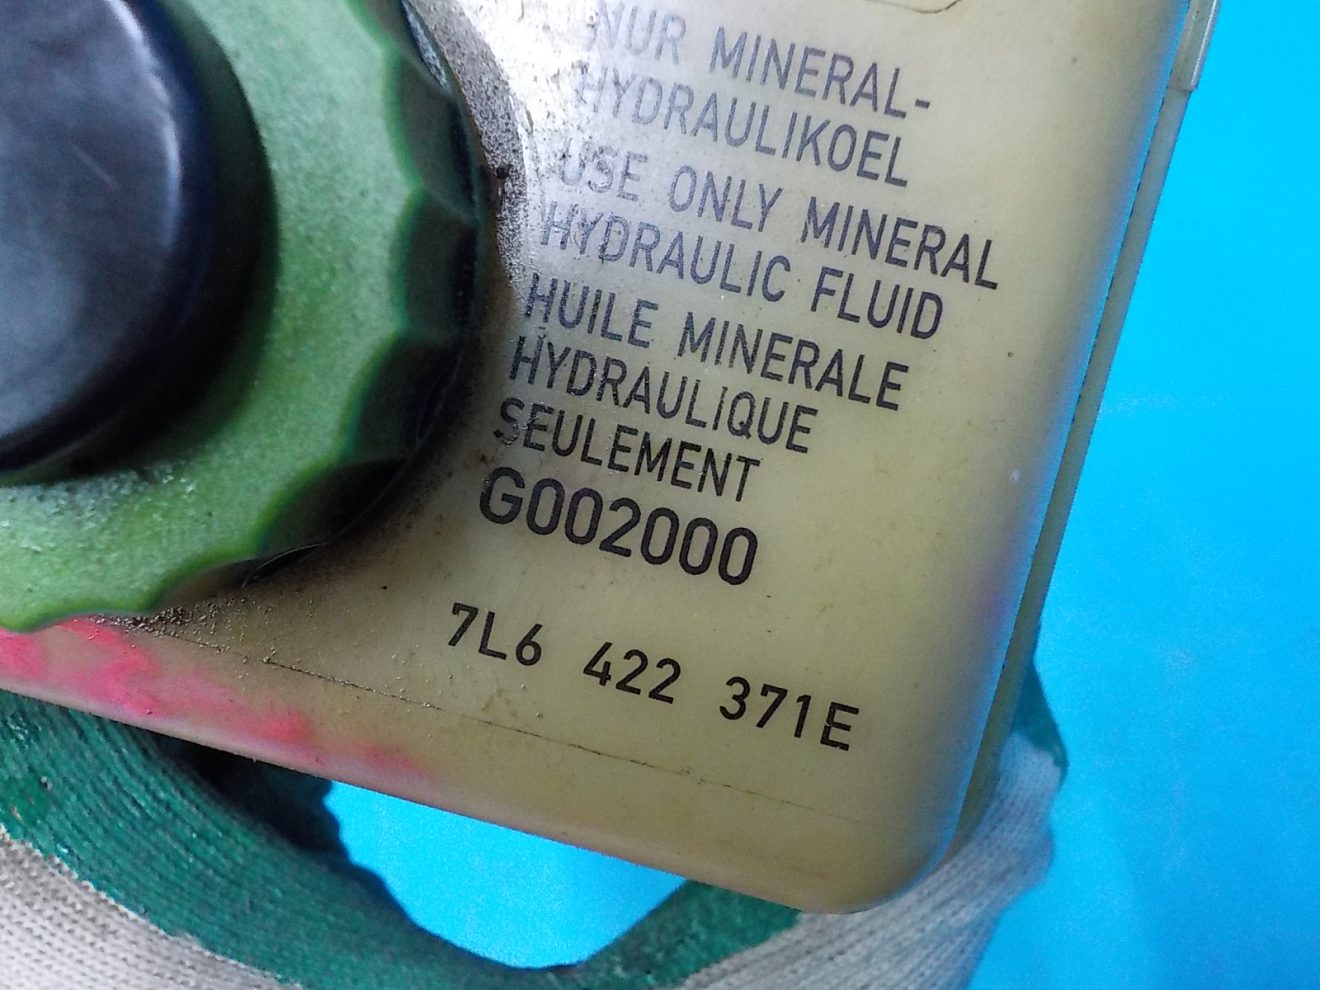 NUR MINERAL-
HYDRAULIKOEL
USE ONLY MINERAL
HYDRAULIC FLUID
HUILE MINERALE
HYDRAULIQUE
SEULEMENT
G002000
7L6 422 371E